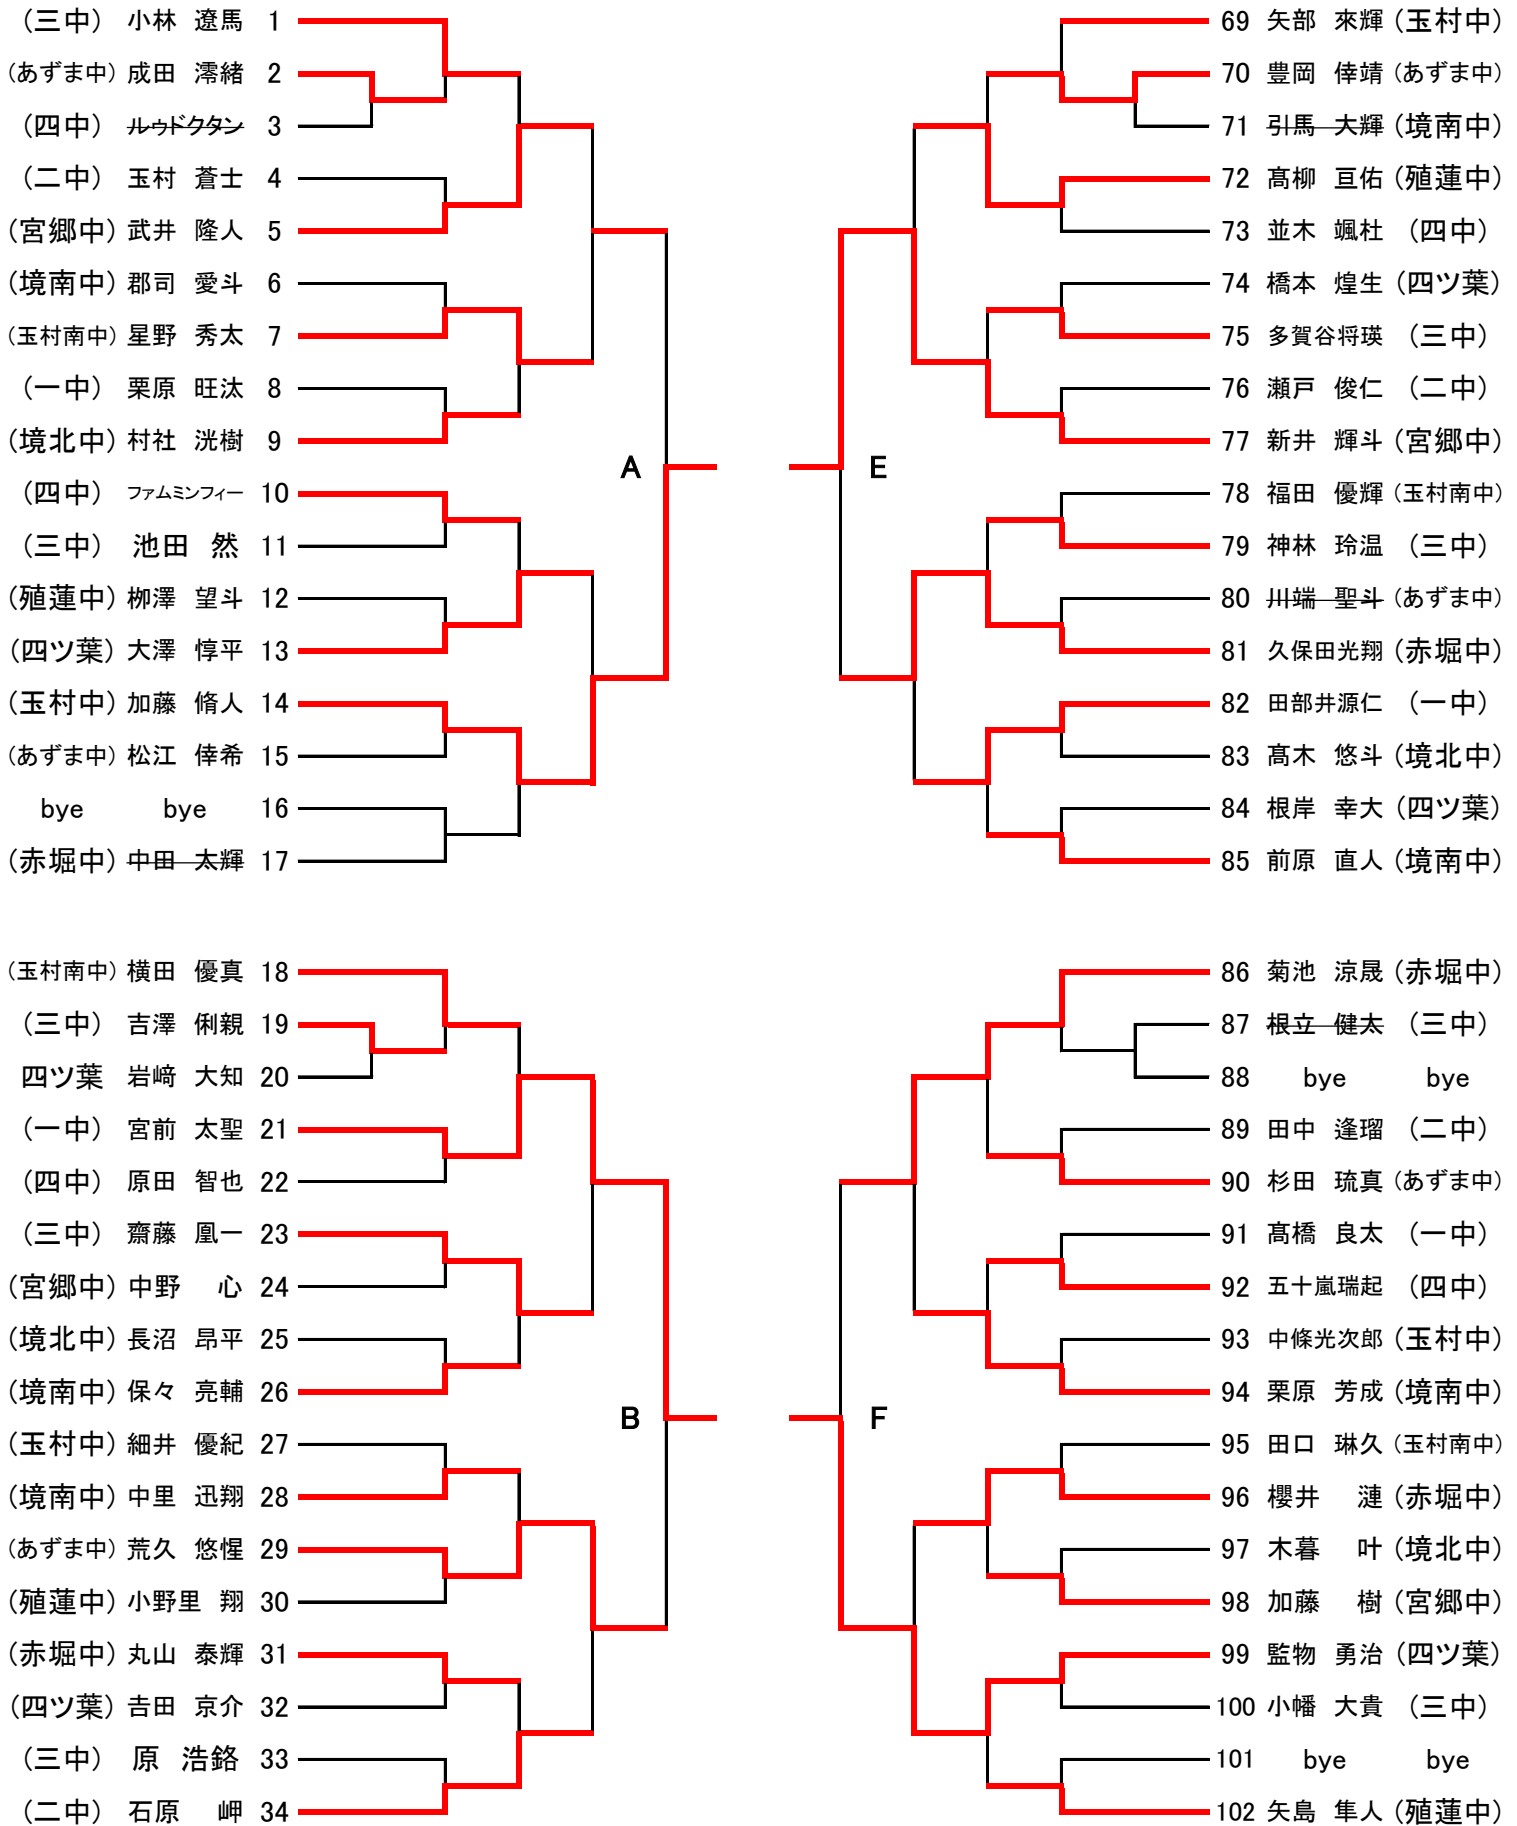 (三中) 小林 遼馬 1
(あずま中) 成田 澪緒 2
(四中) ルゥドクタン 3
(二中) 玉村 蒼士 4
(宮郷中) 武井 隆人 5
(境南中) 郡司 愛斗 6
(玉村南中) 星野 秀太 7
(一中) 栗原 旺汰 8
(境北中) 村社 洸樹 9
A
(四中) ファムミンフィー 10
(三中) 池田 然 11
(殖蓮中) 栁澤 望斗 12
(四ツ葉) 大澤 惇平 13
(玉村中) 加藤 脩人 14
(あずま中) 松江 倖希 15
bye bye 16
(赤堀中) 中田 太輝 17
(玉村南中) 横田 優真 18
(三中) 吉澤 俐親 19
四ツ葉 岩﨑 大知 20
(一中) 宮前 太聖 21
(四中) 原田 智也 22
(三中) 齋藤 凰一 23
(宮郷中) 中野 心 24
(境北中) 長沼 昂平 25
(境南中) 保々 亮輔 26
B
(玉村中) 細井 優紀 27
(境南中) 中里 迅翔 28
(あずま中) 荒久 悠惺 29
(殖蓮中) 小野里 翔 30
(赤堀中) 丸山 泰輝 31
(四ツ葉) 吉田 京介 32
(三中) 原 浩鉻 33
(二中) 石原 岬 34
69 矢部 來輝 (玉村中)
70 豊岡 倖靖 (あずま中)
71 引馬 大輝 (境南中)
72 髙柳 亘佑 (殖蓮中)
73 並木 颯杜 (四中)
74 橋本 煌生 (四ツ葉)
75 多賀谷将瑛 (三中)
76 瀬戸 俊仁 (二中)
77 新井 輝斗 (宮郷中)
E
78 福田 優輝 (玉村南中)
79 神林 玲温 (三中)
80 川端 聖斗 (あずま中)
81 久保田光翔 (赤堀中)
82 田部井源仁 (一中)
83 髙木 悠斗 (境北中)
84 根岸 幸大 (四ツ葉)
85 前原 直人 (境南中)
86 菊池 涼晟 (赤堀中)
87 根立 健太 (三中)
88 bye bye
89 田中 逢瑠 (二中)
90 杉田 琉真 (あずま中)
91 髙橋 良太 (一中)
92 五十嵐瑞起 (四中)
93 中條光次郎 (玉村中)
94 栗原 芳成 (境南中)
F
95 田口 琳久 (玉村南中)
96 櫻井 漣 (赤堀中)
97 木暮 叶 (境北中)
98 加藤 樹 (宮郷中)
99 監物 勇治 (四ツ葉)
100 小幡 大貴 (三中)
101 bye bye
102 矢島 隼人 (殖蓮中)